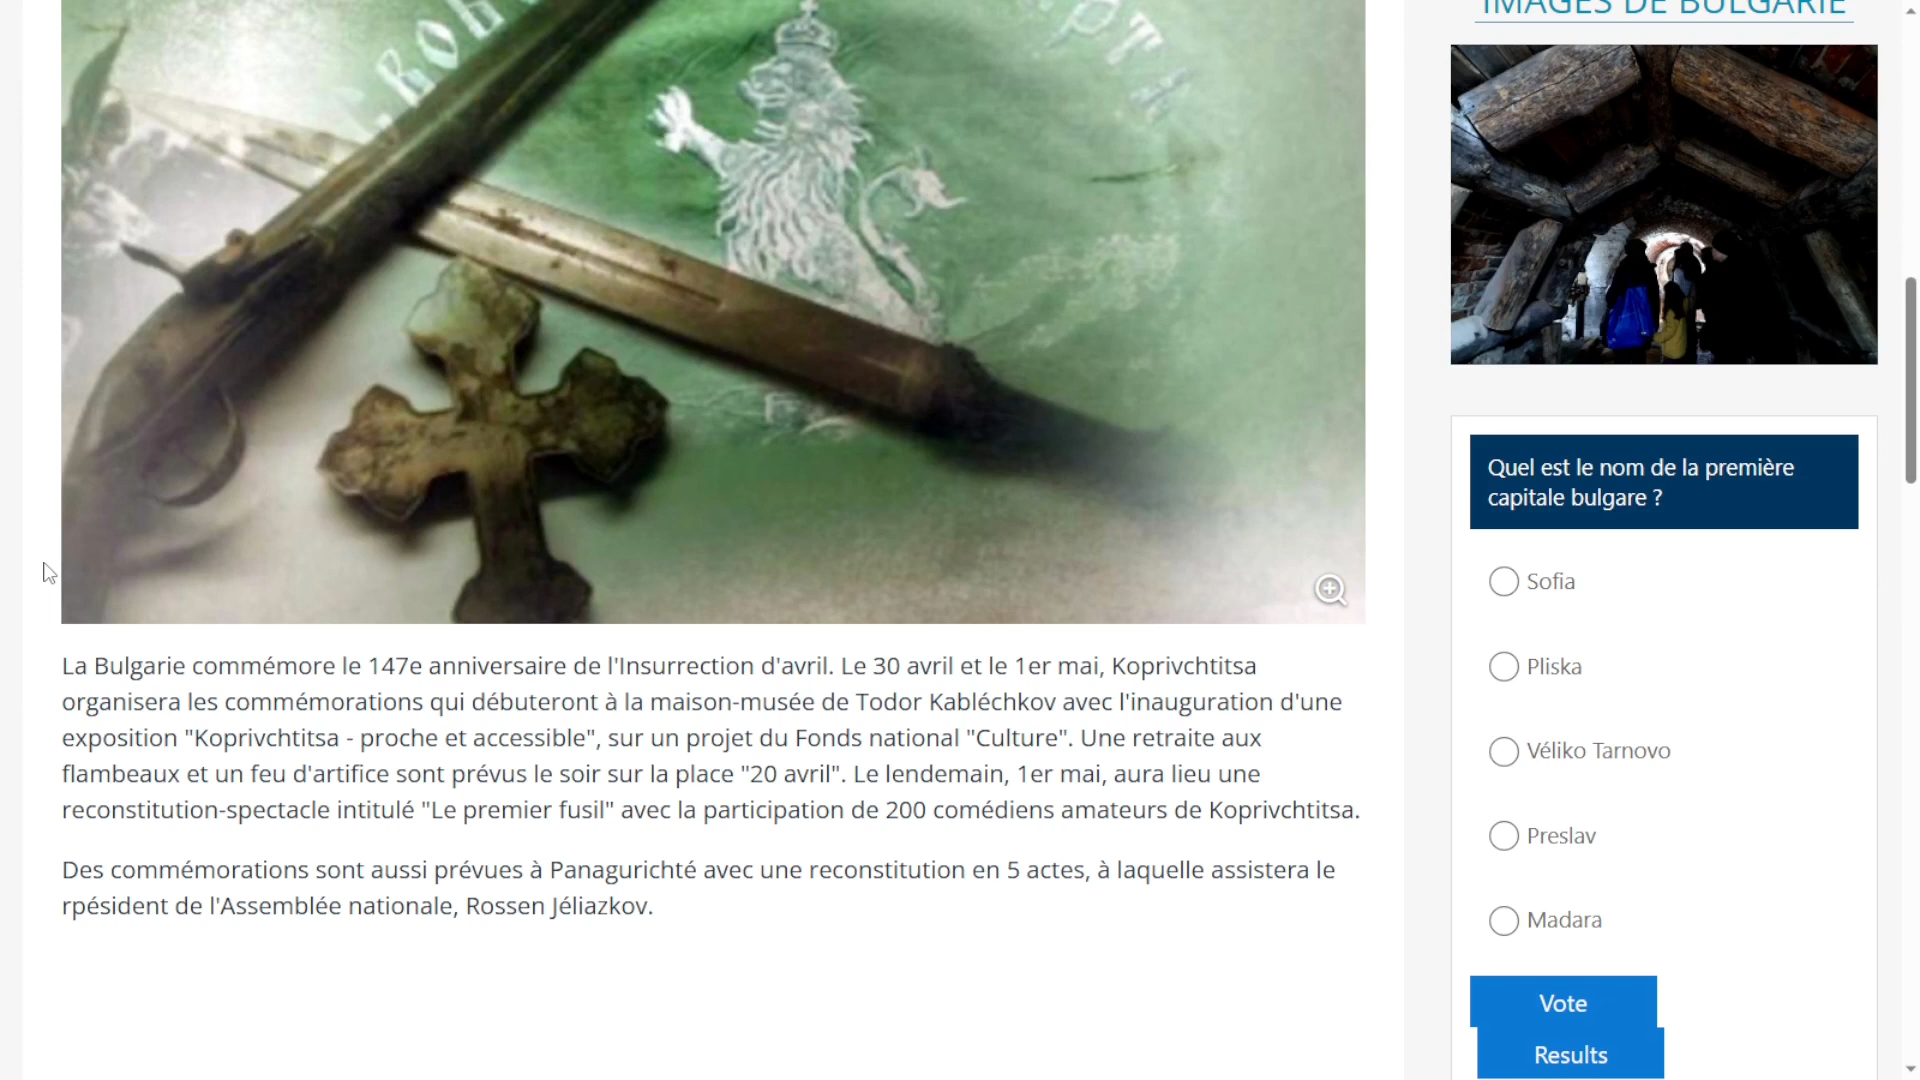 IMAGES DE BULGARIE
La Bulgarie commémore le 147e anniversaire de l'Insurrection d'avril. Le 30 avril et le 1er mai, Koprivchtitsa
organisera les commémorations qui débuteront à la maison-musée de Todor Kabléchkov avec l'inauguration d'une
exposition "Koprivchtitsa - proche et accessible", sur un projet du Fonds national "Culture". Une retraite aux
flambeaux et un feu d'artifice sont prévus le soir sur la place "20 avril". Le lendemain, 1er mai, aura lieu une
reconstitution-spectacle intitulé "Le premier fusil" avec la participation de 200 comédiens amateurs de Koprivchtitsa.
Des commémorations sont aussi prévues à Panagurichté avec une reconstitution en 5 actes, à laquelle assistera le
rpésident de l'Assemblée nationale, Rossen Jéliazkov.
Quel est le nom de la première
capitale bulgare ?
Sofia
Pliska
Véliko Tarnovo
Preslav
Madara
Vote
Results